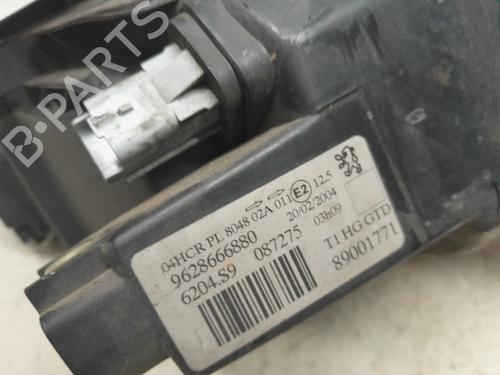 04HCR PL 8048 02A 011 E2 12.5
9628666880 20/02/2004
6204.S9 087275 03h09
T1 HG GTD
89001771
B-PARTS